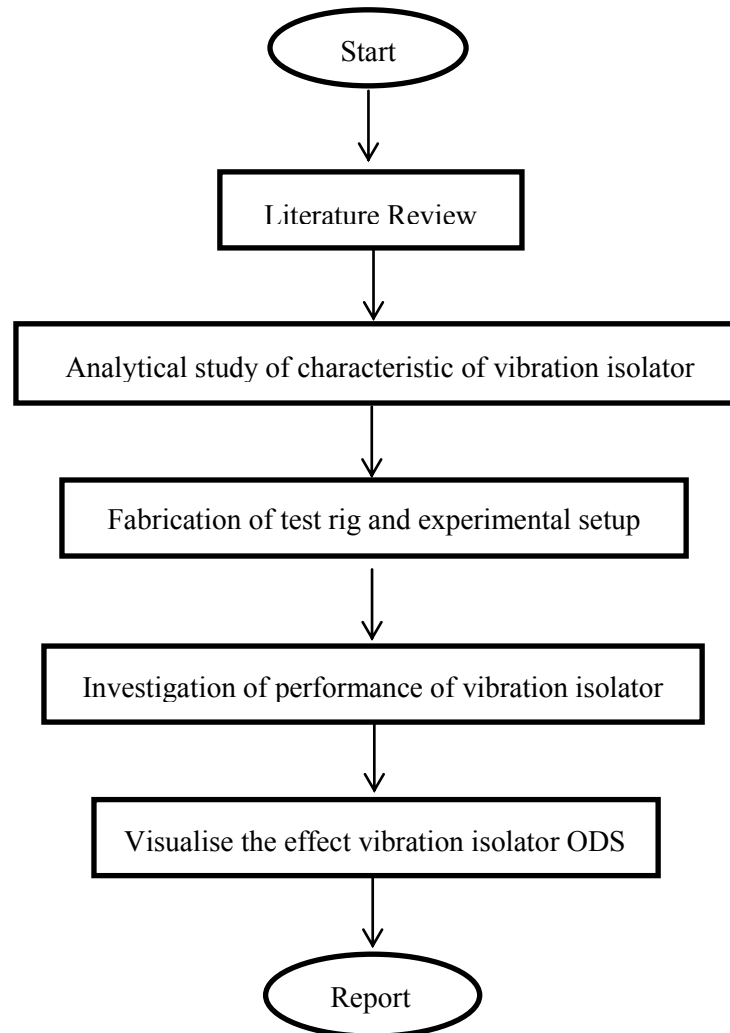 Start
Literature Review
Analytical study of characteristic of vibration isolator
Fabrication of test rig and experimental setup
Investigation of performance of vibration isolator
Visualise the effect vibration isolator ODS
Report